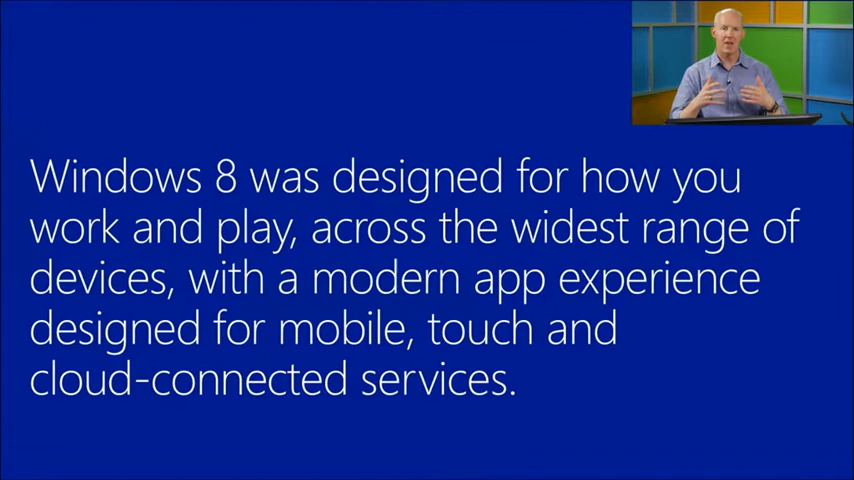 Windows 8 was designed for how you
work and play, across the widest range of
devices, with a modern app experience
designed for mobile, touch and
cloud-connected services.